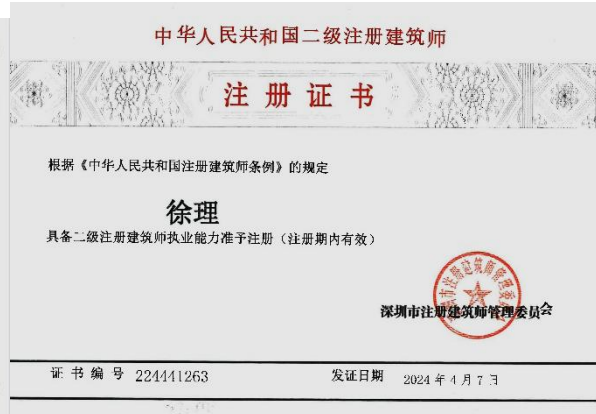 中华人民共和国二级注册建筑师
注册证书
根据《中华人民共和国注册建筑师条例》的规定
徐理
具备二级注册建筑师执业能力准予注册（注册期内有效）
深圳市注册建筑师管理委员会
证书编号 224441263
发证日期 2024 年 4 月 7 日